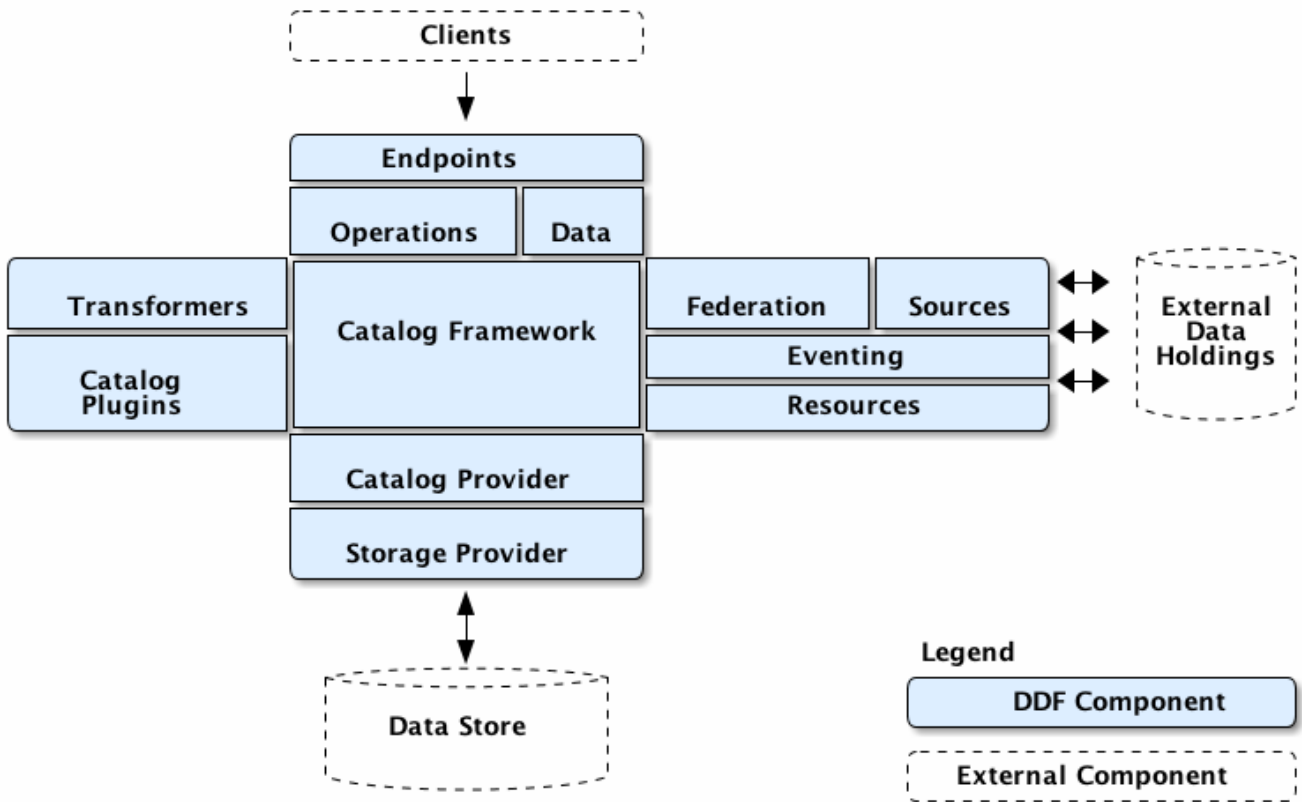 Clients
Endpoints
Operations
Data
Transformers
Catalog
Plugins
Catalog Framework
Federation
Sources
Eventing
Resources
External
Data
Holdings
Catalog Provider
Storage Provider
Data Store
Legend
DDF Component
External Component